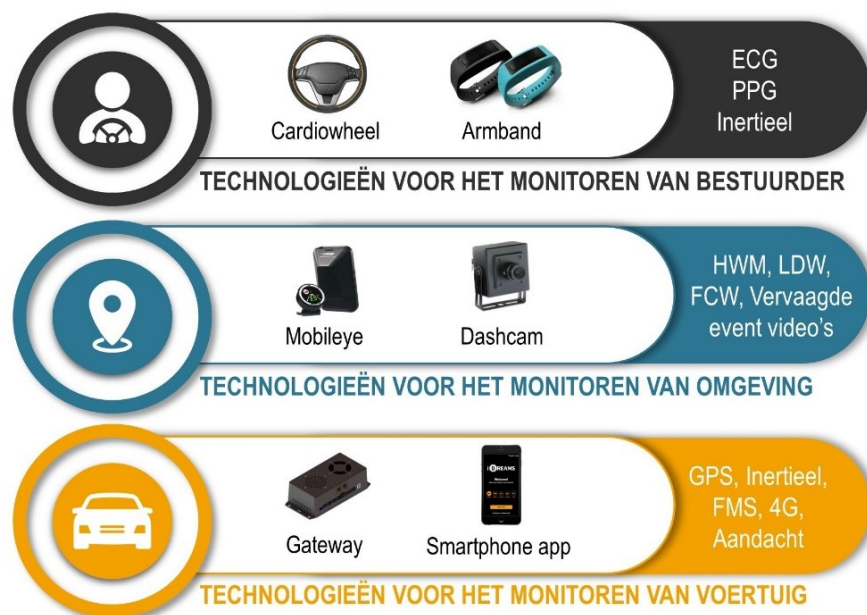 Cardiowheel
Armband
ECG
PPG
Inertieel
TECHNOLOGIEËN VOOR HET MONITOREN VAN BESTUURDER
Mobileye
Dashcam
HWM, LDW,
FCW, Vervaagde
event video's
TECHNOLOGIEËN VOOR HET MONITOREN VAN OMGEVING
Gateway
Smartphone app
GPS, Inertieel,
FMS, 4G,
Aandacht
TECHNOLOGIEËN VOOR HET MONITOREN VAN VOERTUIG